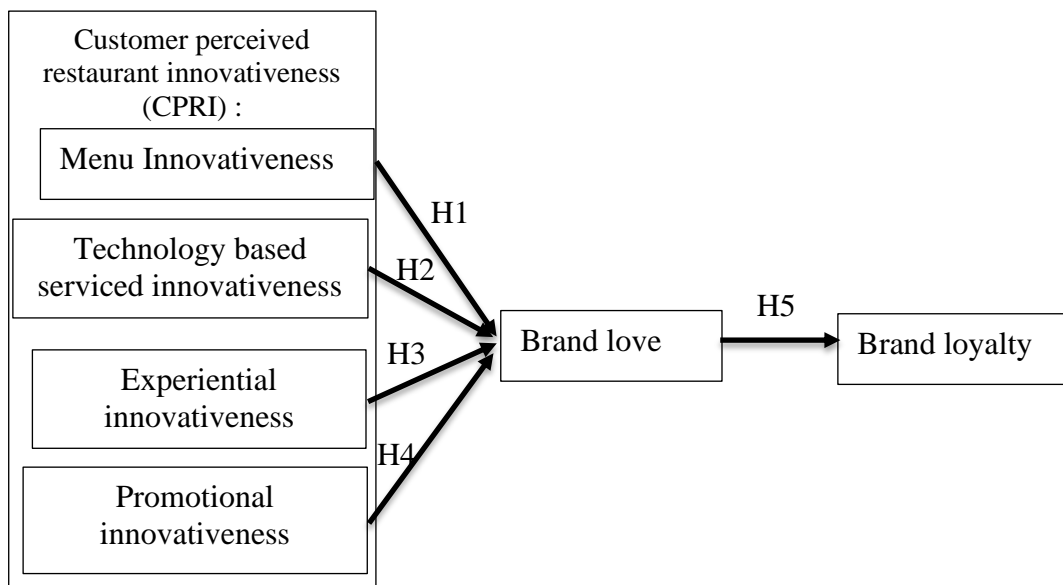 Customer perceived
restaurant innovativeness
(CPRI) :
Menu Innovativeness
Technology based
serviced innovativeness
Experiential
innovativeness
Promotional
innovativeness
H1
H2
H3
H4
Brand love
H5
Brand loyalty